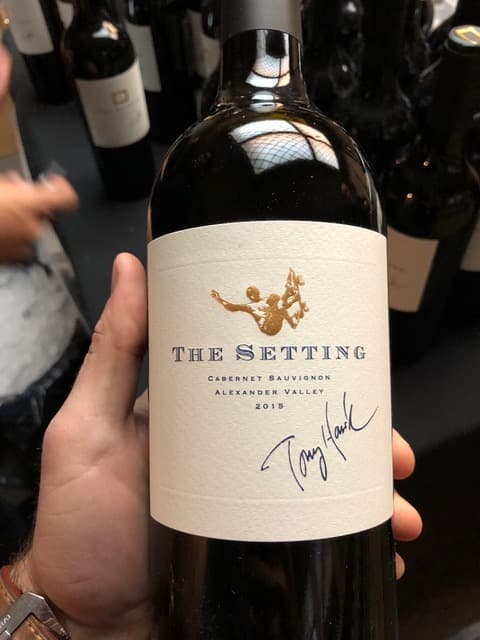 THE SETTING
CABERNET SAUVIGNON
ALEXANDER VALLEY
2015
Tony Hawk